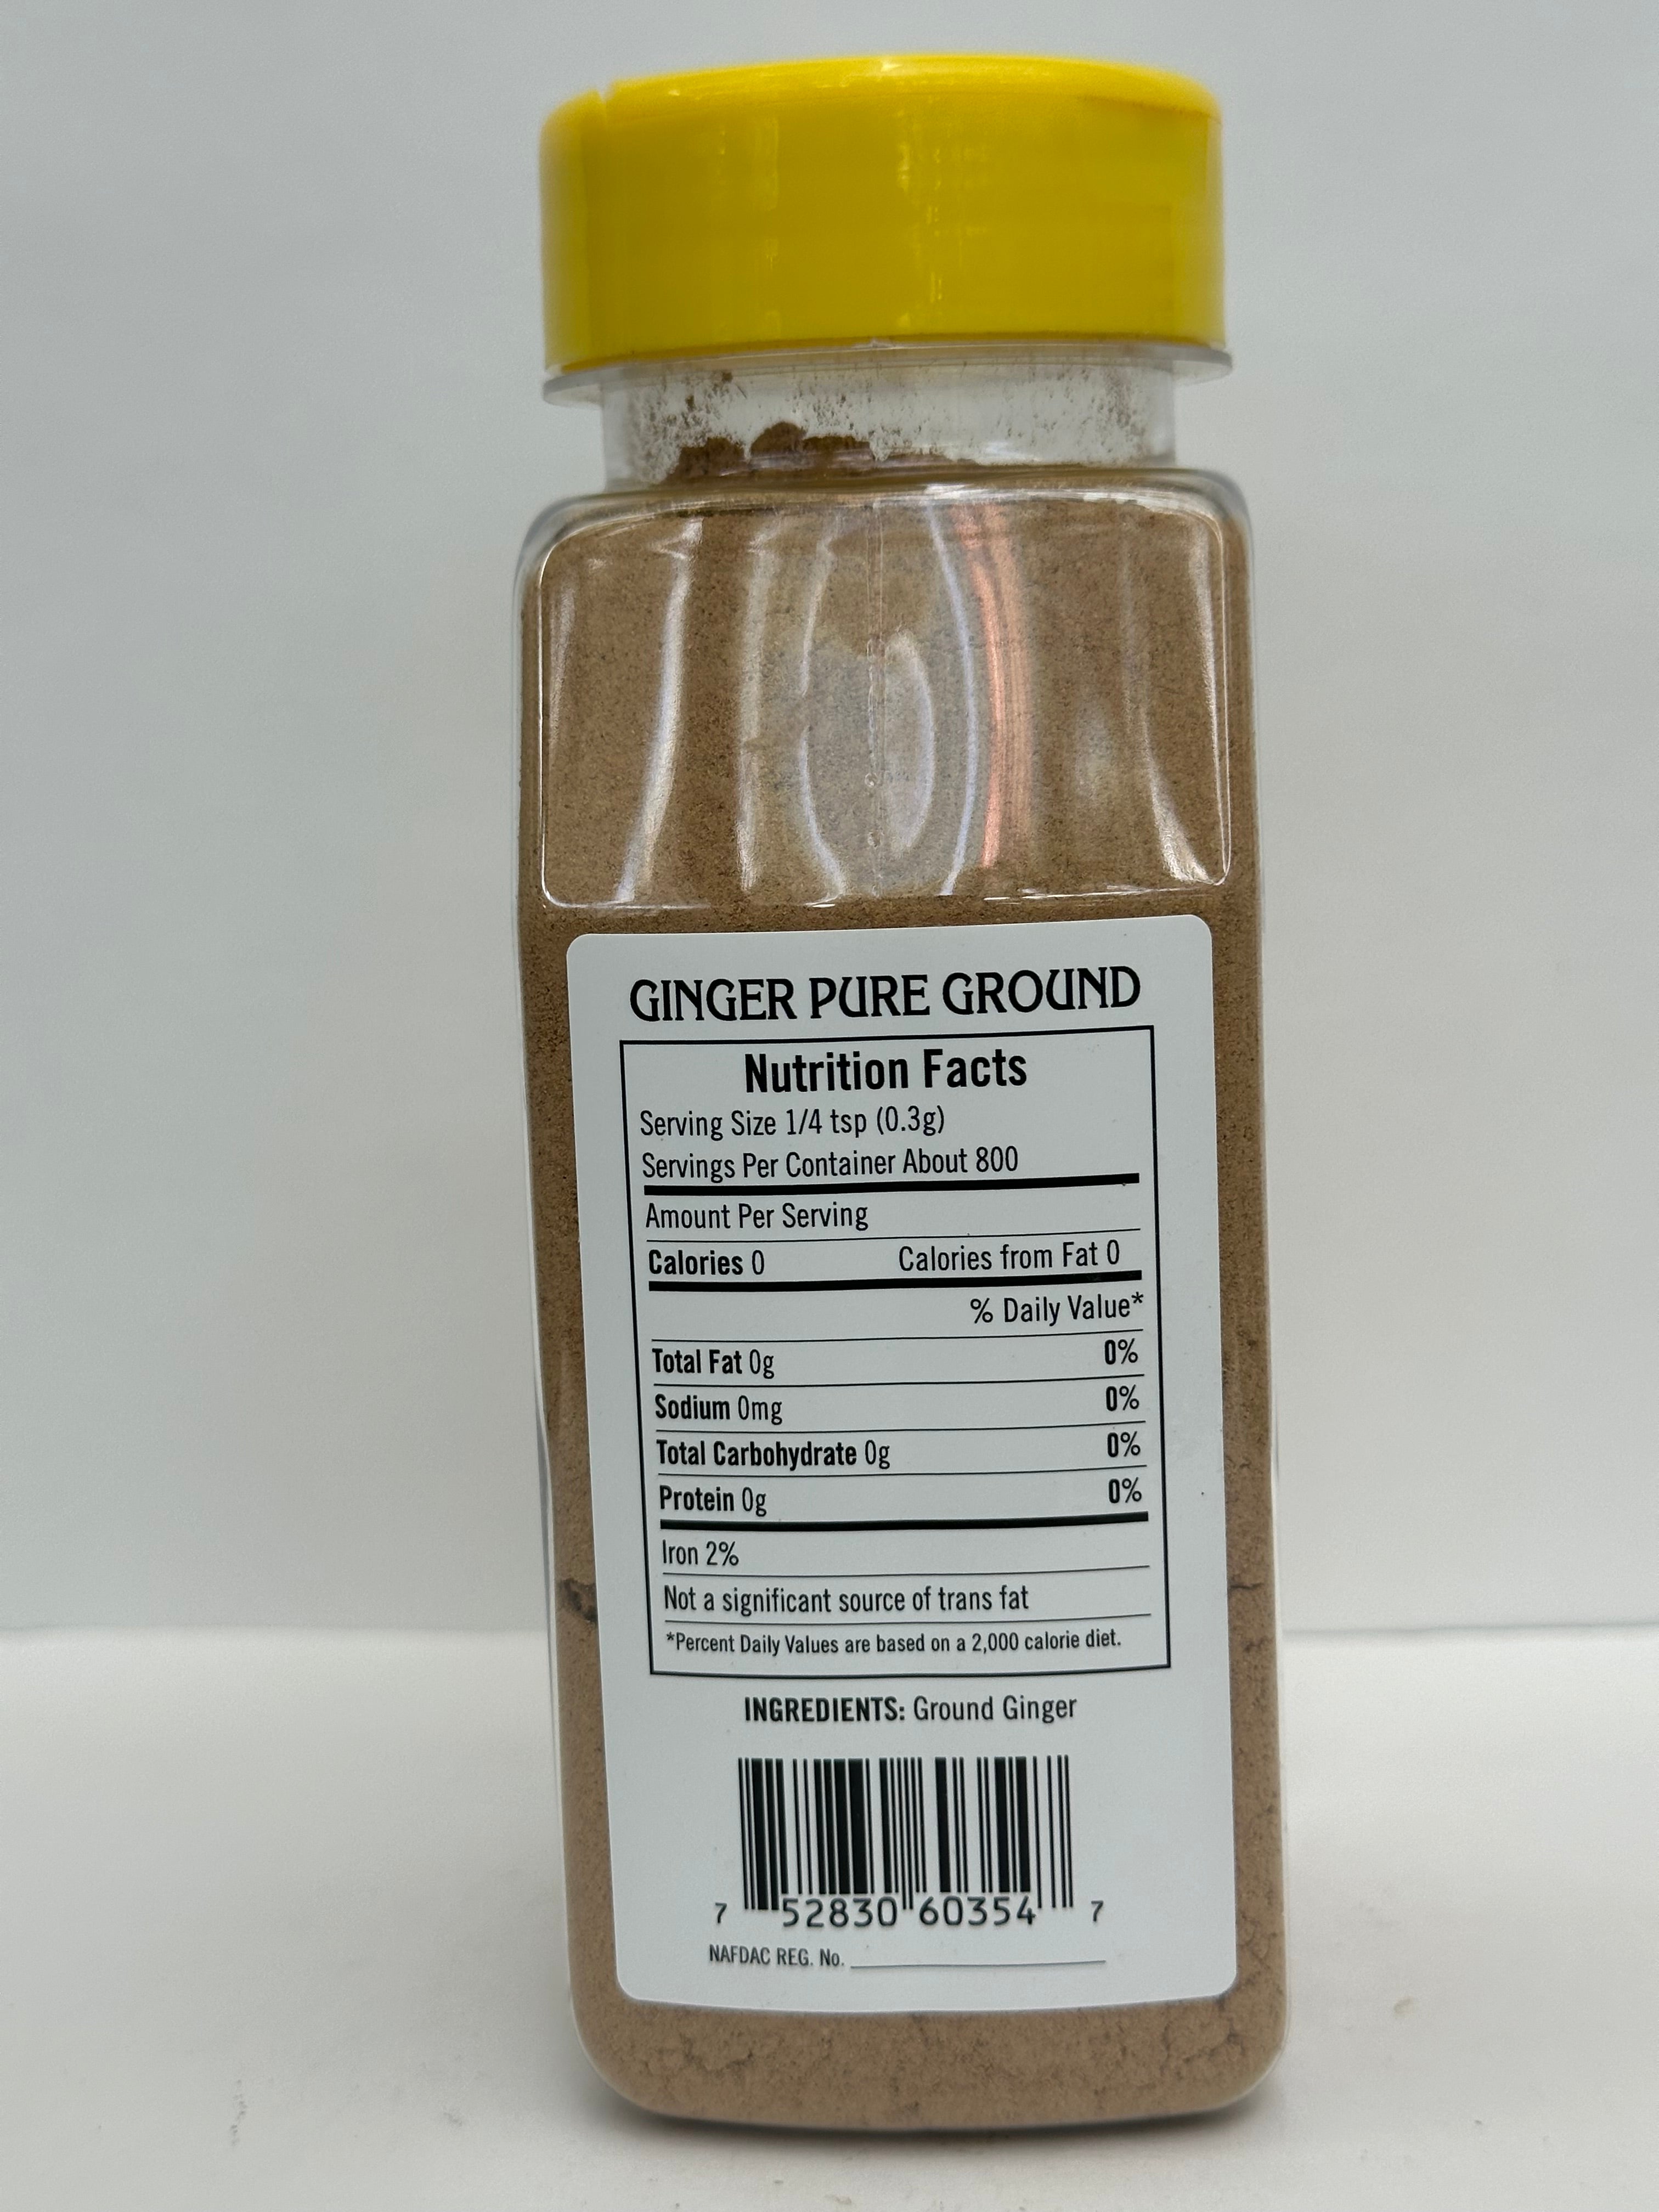 GINGER PURE GROUND
Nutrition Facts
Serving Size 1/4 tsp (0.3g)
Servings Per Container About 800
Amount Per Serving
Calories 0 Calories from Fat 0
% Daily Value*
Total Fat 0g 0%
Sodium 0mg 0%
Total Carbohydrate 0g 0%
Protein 0g 0%
Iron 2%
Not a significant source of trans fat
*Percent Daily Values are based on a 2,000 calorie diet.
INGREDIENTS: Ground Ginger
7 52830 60354 7
NAFDAC REG. No.